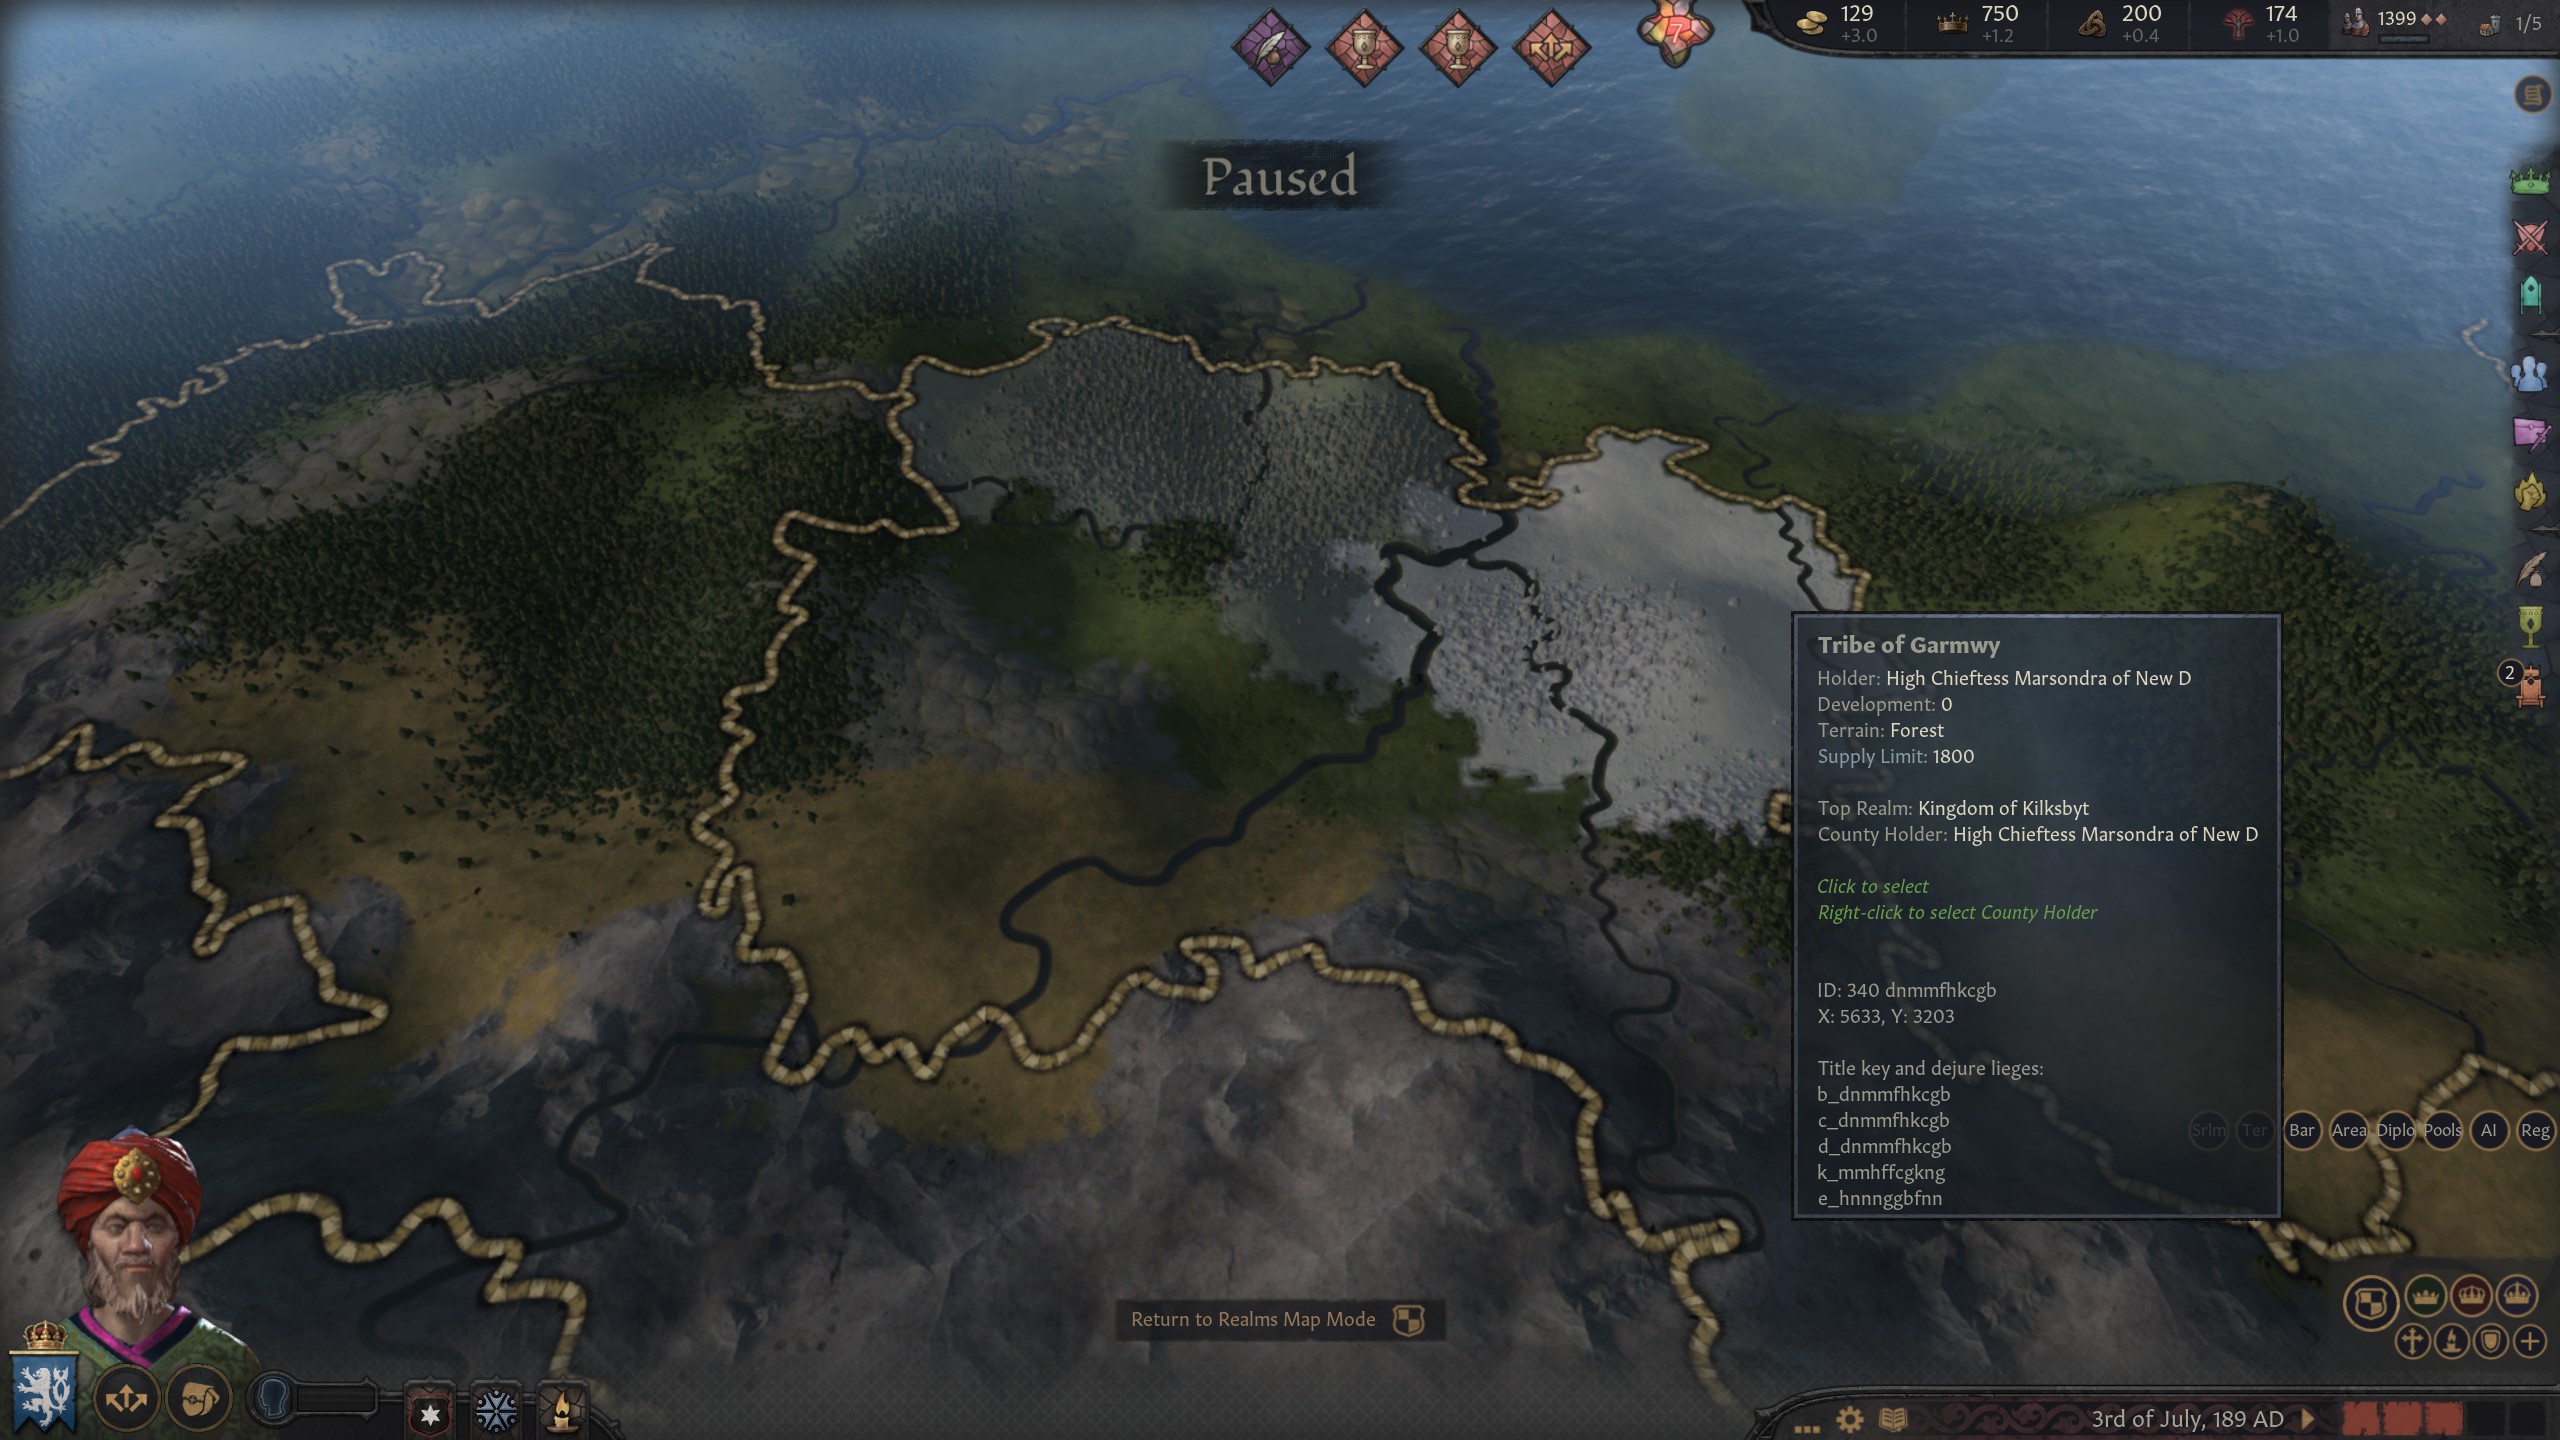 7
129
+3.0
750
+1.2
200
+0.4
174
+1.0
1399
1/5
Paused
2
Tribe of Garmwy
Holder: High Chieftess Marsondra of New D
Development: 0
Terrain: Forest
Supply Limit: 1800
Top Realm: Kingdom of Kilksbyt
County Holder: High Chieftess Marsondra of New D
Click to select
Right-click to select County Holder
ID: 340 dnmmfhkcgb
X: 5633, Y: 3203
Title key and dejure lieges:
b_dnmmfhkcgb
c_dnmmfhkcgb
d_dnmmfhkcgb
k_mmhffcgkng
e_hnnnggbfnn
Srlm Ter Bar Area Diplo Pools AI Reg
Return to Realms Map Mode
... 3rd of July, 189 AD